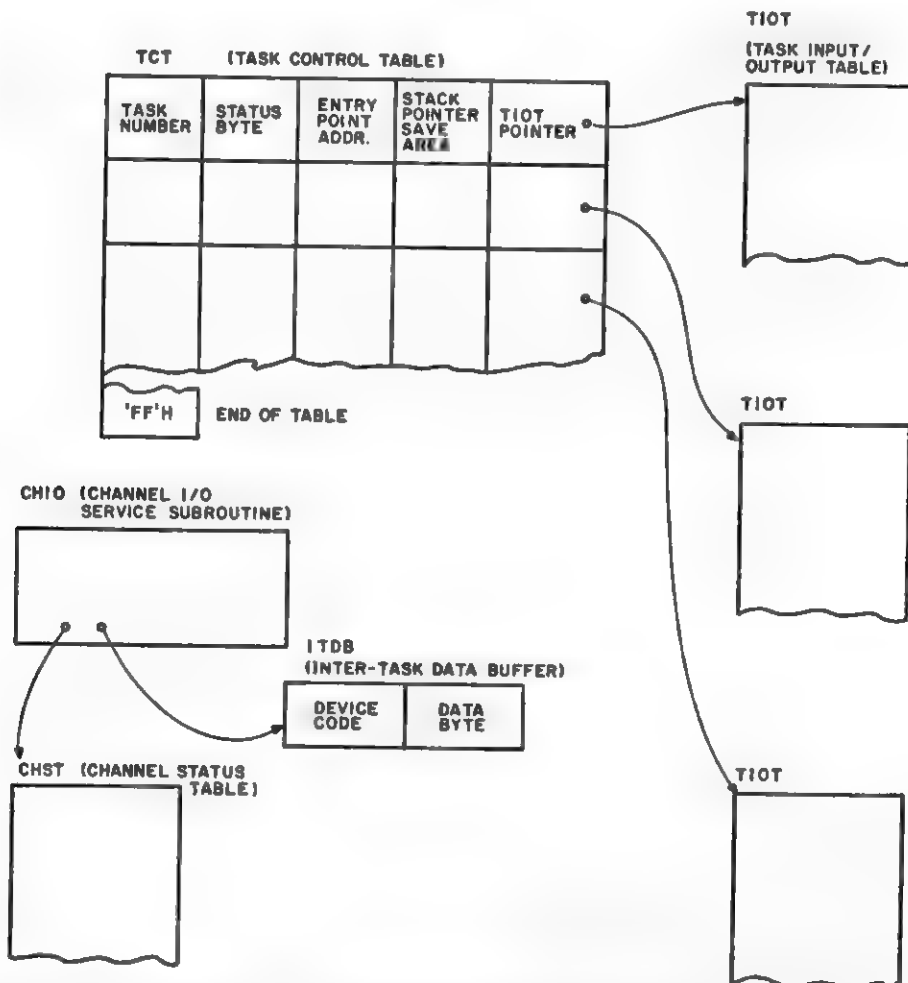 TCT (TASK CONTROL TABLE)
TASK NUMBER
STATUS BYTE
ENTRY POINT ADDR.
STACK POINTER SAVE AREA
TIOT POINTER
'FF'H END OF TABLE
TIOT
(TASK INPUT/
OUTPUT TABLE)
TIOT
TIOT
CHIO (CHANNEL I/O
SERVICE SUBROUTINE)
ITDB
(INTER-TASK DATA BUFFER)
DEVICE CODE
DATA BYTE
CHST (CHANNEL STATUS
TABLE)